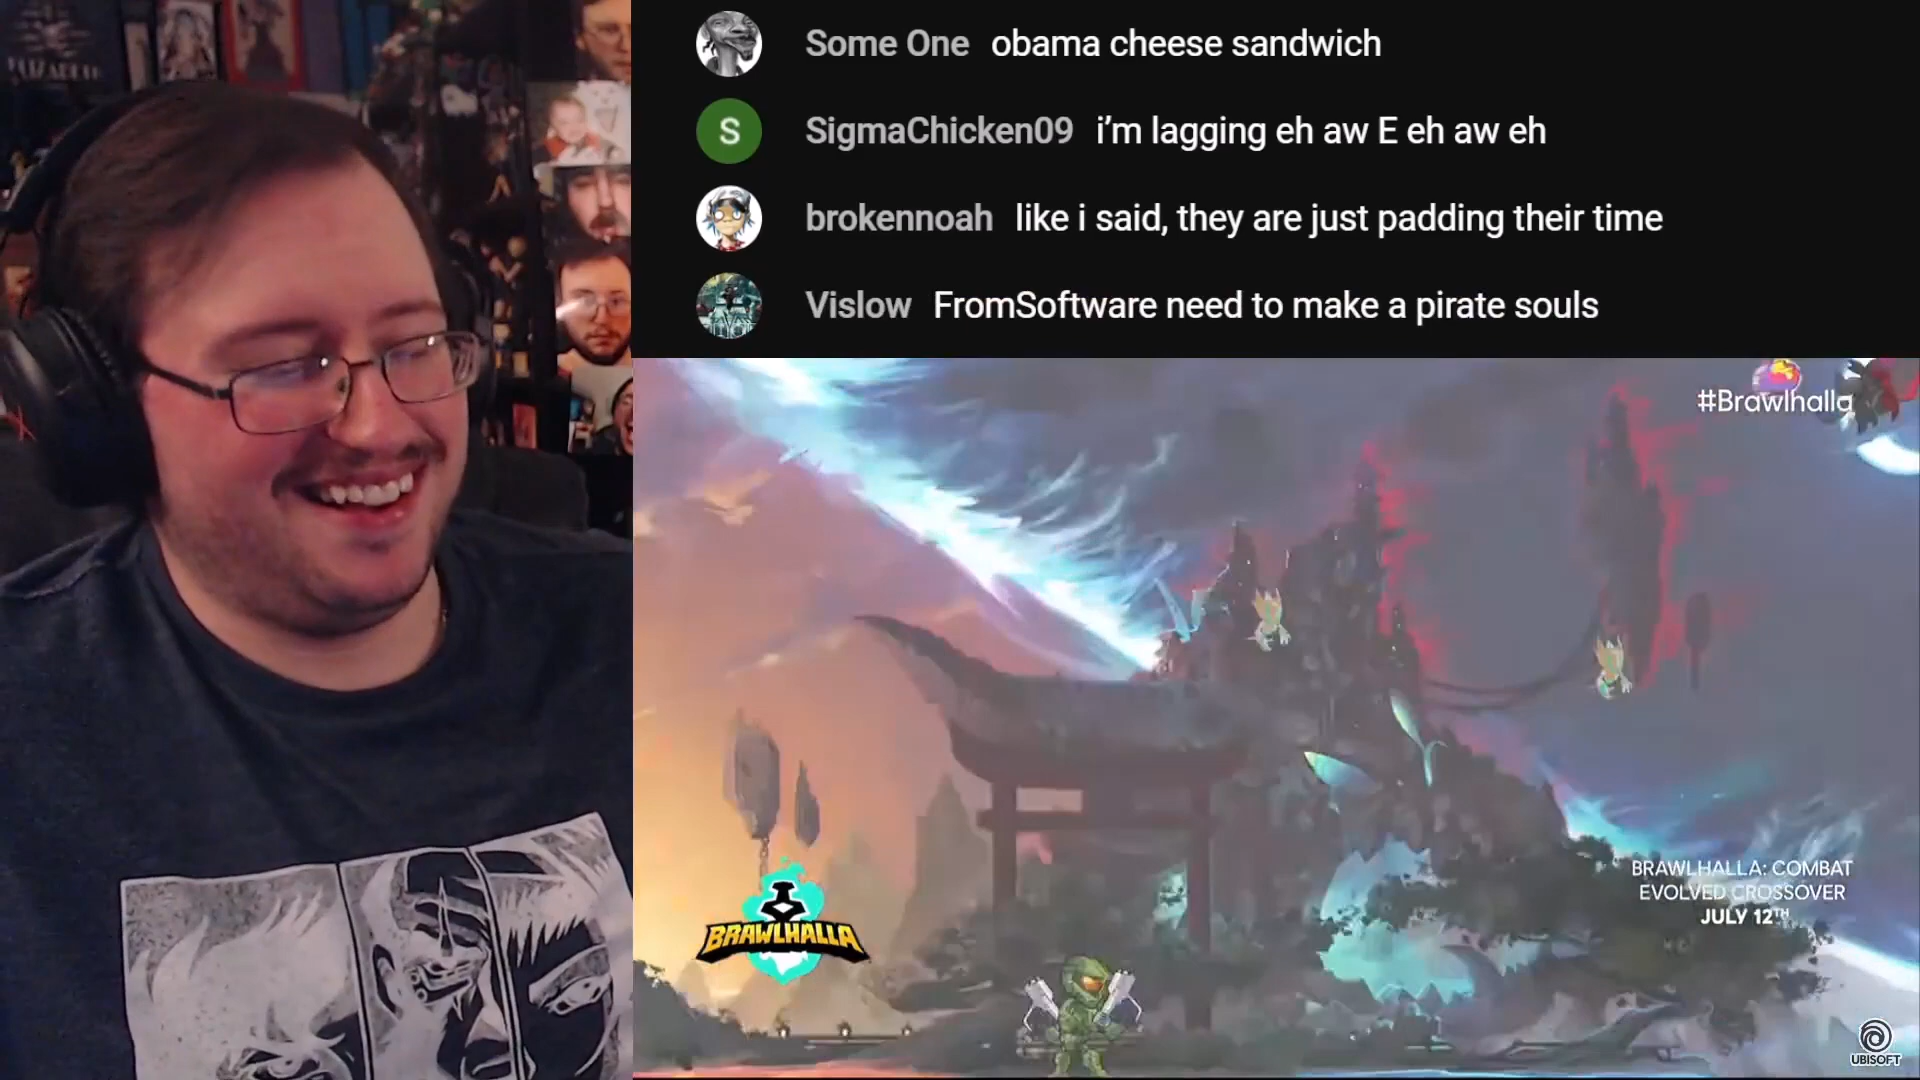 Some One obama cheese sandwich
S SigmaChicken09 i'm lagging eh aw E eh aw eh
brokennoah like i said, they are just padding their time
Vislow FromSoftware need to make a pirate souls
#Brawlhalla
BRAWLHALLA: COMBAT
EVOLVED CROSSOVER
JULY 12TH
BRAWLHALLA
UBISOFT